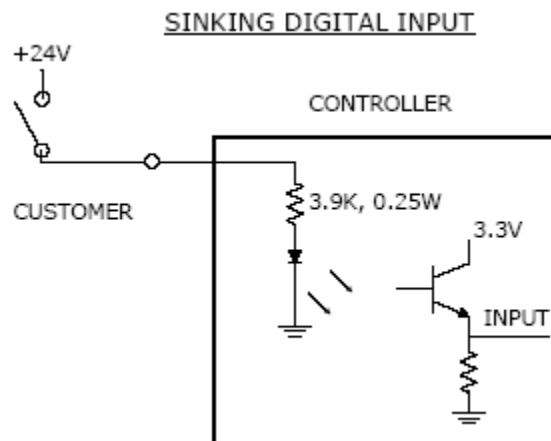 SINKING DIGITAL INPUT
+24V
CONTROLLER
3.9K, 0.25W
CUSTOMER
3.3V
INPUT